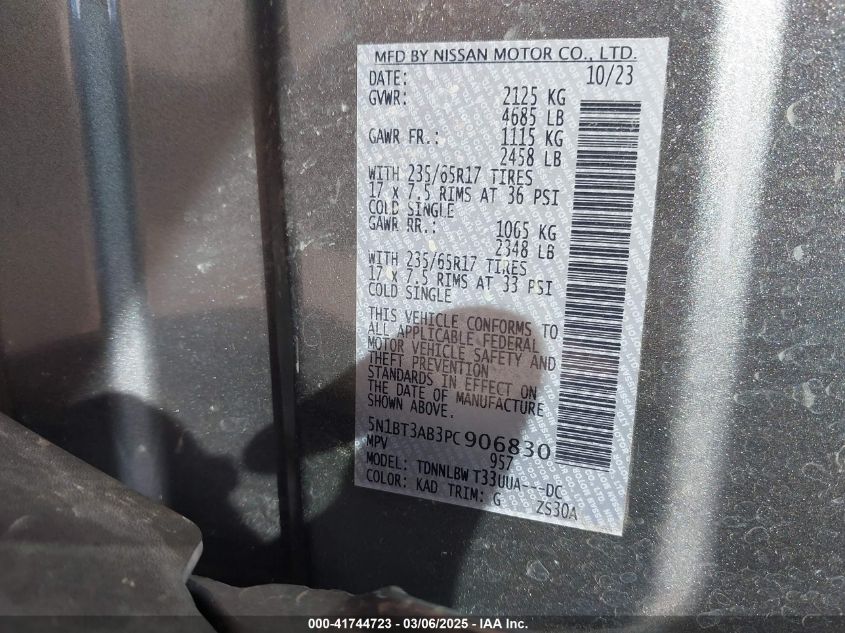 MFD BY NISSAN MOTOR CO., LTD.
DATE: 10/23
GVWR: 2125 KG
4685 LB
GAWR FR.: 1115 KG
2458 LB
WITH 235/65R17 TIRES
17 x 7.5 RIMS AT 36 PSI
COLD SINGLE
GAWR RR.: 1065 KG
2348 LB
WITH 235/65R17 TIRES
17 x 7.5 RIMS AT 33 PSI
COLD SINGLE
THIS VEHICLE CONFORMS TO
ALL APPLICABLE FEDERAL
MOTOR VEHICLE SAFETY AND
THEFT PREVENTION
STANDARDS IN EFFECT ON
THE DATE OF MANUFACTURE
SHOWN ABOVE.
5N1BT3AB3PC906830
MPV 957
MODEL: TDNNLBW T33UUA---DC
COLOR: KAD TRIM: G ZS30A
000-41744723 - 03/06/2025 - IAA Inc.